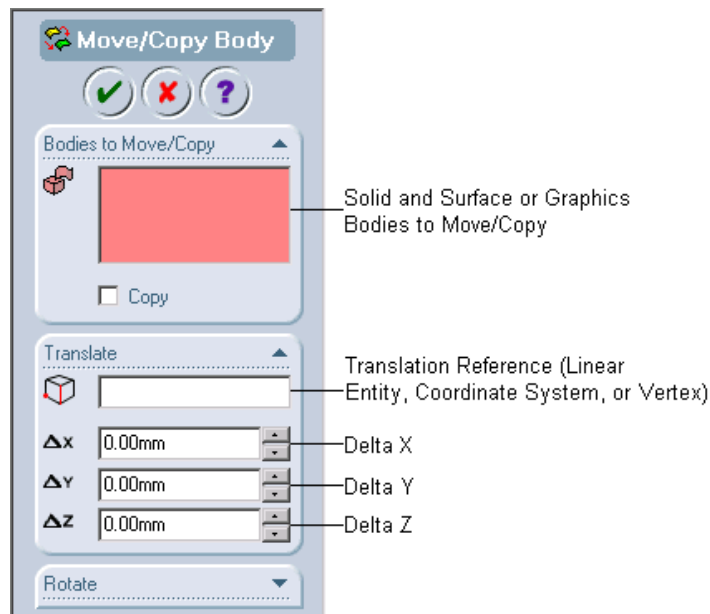 Move/Copy Body
?
Bodies to Move/Copy
Solid and Surface or Graphics
Bodies to Move/Copy
Copy
Translate
Translation Reference (Linear
Entity, Coordinate System, or Vertex)
ΔX 0.00mm Delta X
ΔY 0.00mm Delta Y
ΔZ 0.00mm Delta Z
Rotate